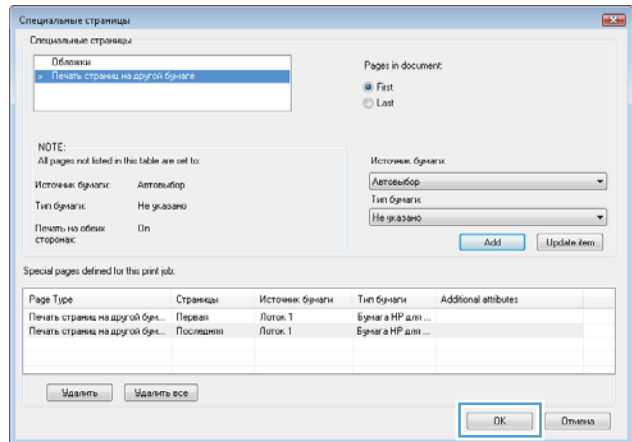 Специальные страницы
Специальные страницы
Обложки
» Печать страниц на другой бумаге
Pages in document:
First
Last
NOTE:
All pages not listed in this table are set to:
Источник бумаги: Автовыбор
Тип бумаги: Не указано
Печать на обеих сторонах: On
Источник бумаги:
Автовыбор
Тип бумаги:
Не указано
Add Update item
Special pages defined for this print job:
Page Type Страницы Источник бумаги Тип бумаги Additional attributes
Печать страниц на другой бум... Первая Лоток 1 Бумага HP для ...
Печать страниц на другой бум... Последняя Лоток 1 Бумага HP для ...
Удалить Удалить все
OK Отмена